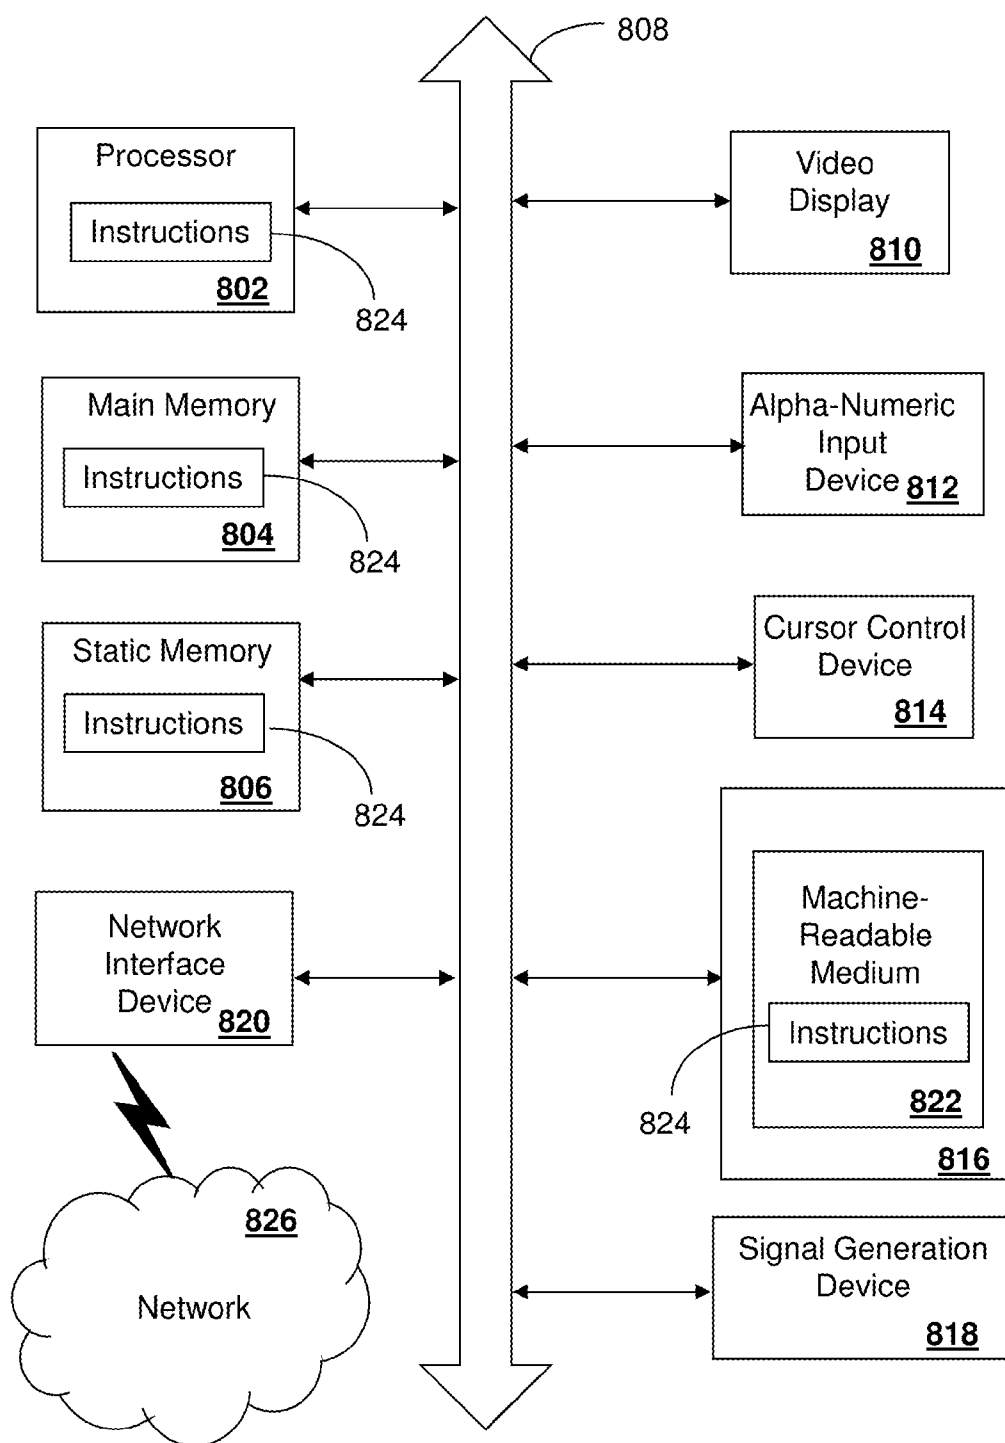 808
Processor
Instructions
802
824
Main Memory
Instructions
804
824
Static Memory
Instructions
806
824
Network
Interface
Device
820
826
Network
Video
Display
810
Alpha-Numeric
Input
Device
812
Cursor Control
Device
814
Machine-
Readable
Medium
Instructions
824
822
816
Signal Generation
Device
818